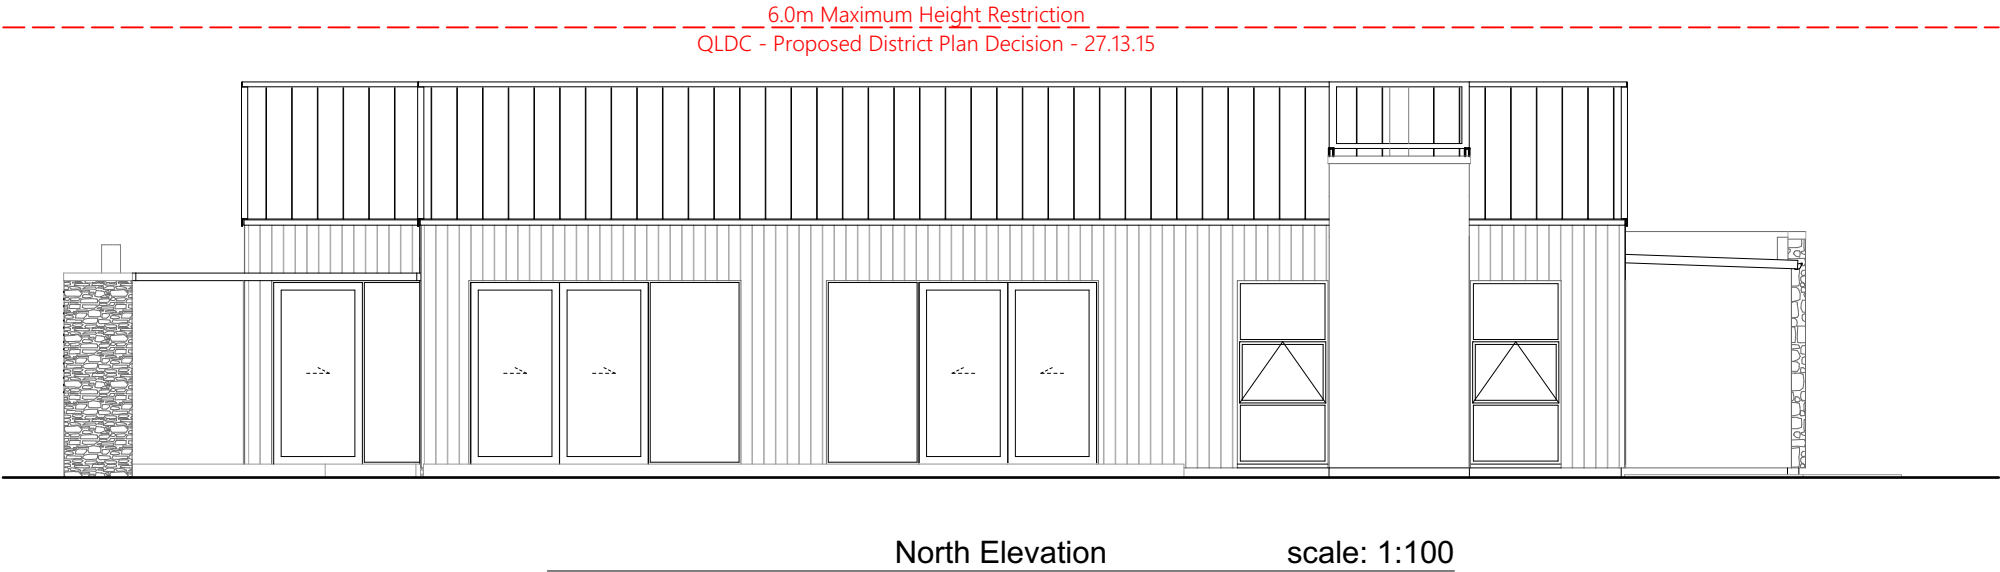 6.0m Maximum Height Restriction
QLDC - Proposed District Plan Decision - 27.13.15
North Elevation scale: 1:100